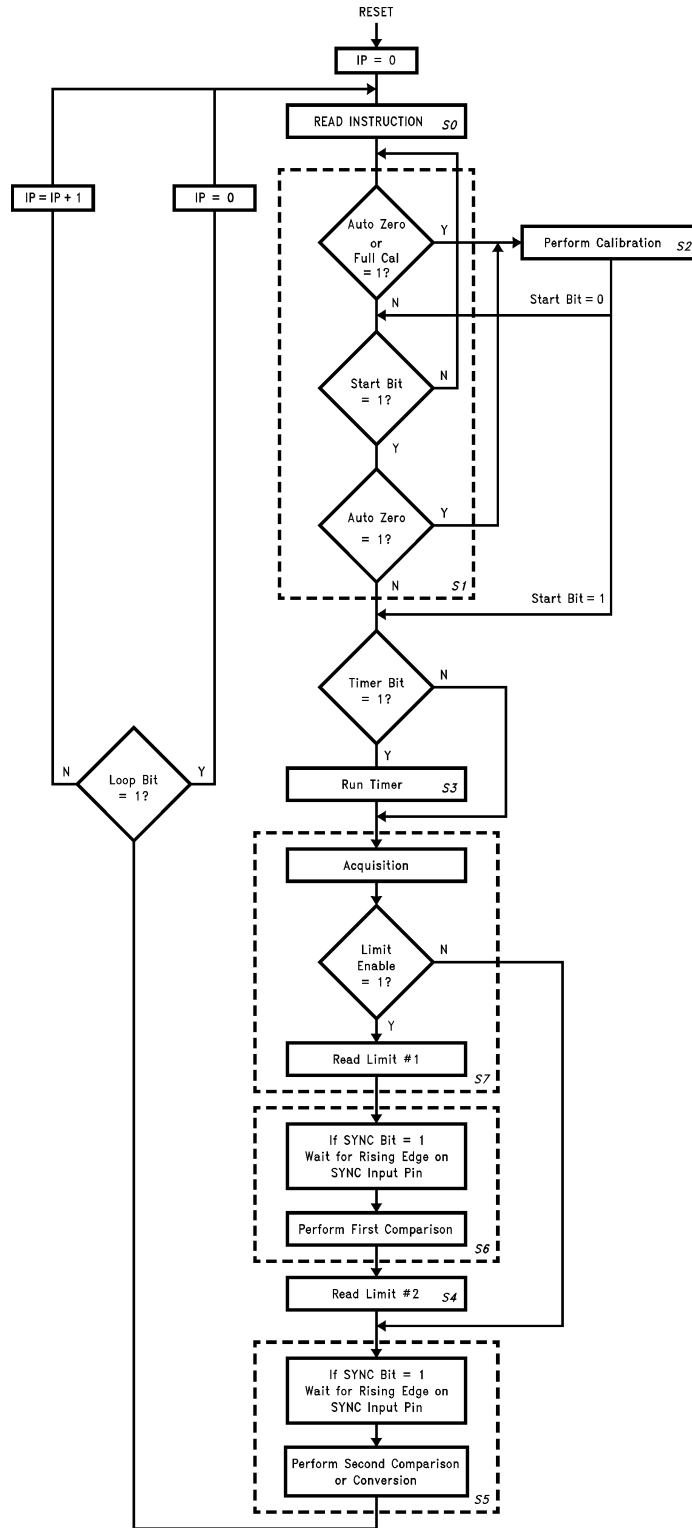 RESET
IP = 0
READ INSTRUCTION S0
IP = IP + 1
IP = 0
Auto Zero
or
Full Cal
= 1?
Y
N
Perform Calibration S2
Start Bit = 0
Start Bit
= 1?
N
Y
Auto Zero
= 1?
Y
N
S1
Start Bit = 1
Timer Bit
= 1?
N
Y
Run Timer S3
Loop Bit
= 1?
N
Y
Acquisition
Limit
Enable
= 1?
N
Y
Read Limit #1
S7
If SYNC Bit = 1
Wait for Rising Edge on
SYNC Input Pin
Perform First Comparison
S6
Read Limit #2 S4
If SYNC Bit = 1
Wait for Rising Edge on
SYNC Input Pin
Perform Second Comparison
or Conversion
S5